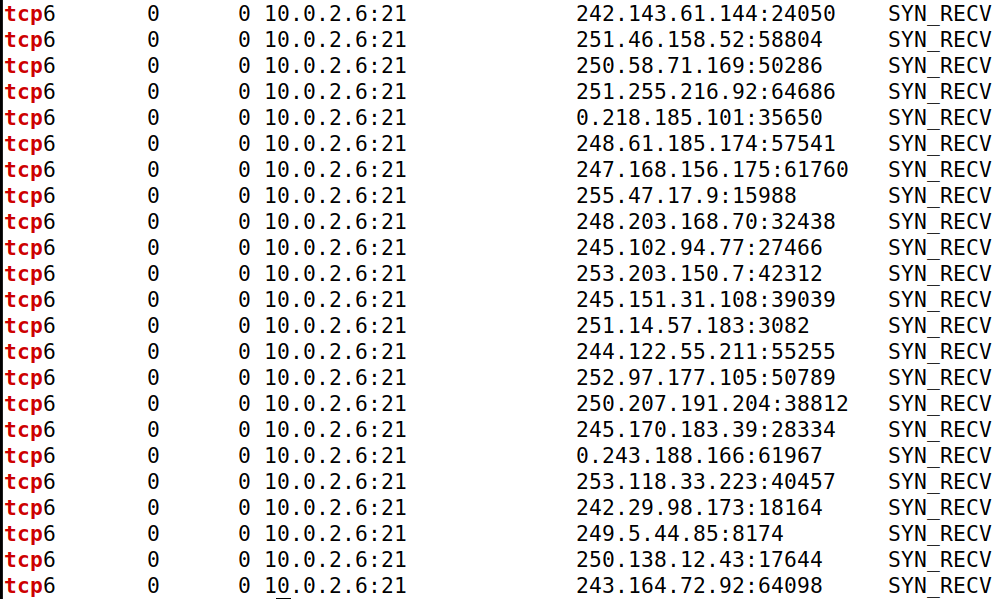 tcp6 0 0 10.0.2.6:21 242.143.61.144:24050 SYN_RECV
tcp6 0 0 10.0.2.6:21 251.46.158.52:58804 SYN_RECV
tcp6 0 0 10.0.2.6:21 250.58.71.169:50286 SYN_RECV
tcp6 0 0 10.0.2.6:21 251.255.216.92:64686 SYN_RECV
tcp6 0 0 10.0.2.6:21 0.218.185.101:35650 SYN_RECV
tcp6 0 0 10.0.2.6:21 248.61.185.174:57541 SYN_RECV
tcp6 0 0 10.0.2.6:21 247.168.156.175:61760 SYN_RECV
tcp6 0 0 10.0.2.6:21 255.47.17.9:15988 SYN_RECV
tcp6 0 0 10.0.2.6:21 248.203.168.70:32438 SYN_RECV
tcp6 0 0 10.0.2.6:21 245.102.94.77:27466 SYN_RECV
tcp6 0 0 10.0.2.6:21 253.203.150.7:42312 SYN_RECV
tcp6 0 0 10.0.2.6:21 245.151.31.108:39039 SYN_RECV
tcp6 0 0 10.0.2.6:21 251.14.57.183:3082 SYN_RECV
tcp6 0 0 10.0.2.6:21 244.122.55.211:55255 SYN_RECV
tcp6 0 0 10.0.2.6:21 252.97.177.105:50789 SYN_RECV
tcp6 0 0 10.0.2.6:21 250.207.191.204:38812 SYN_RECV
tcp6 0 0 10.0.2.6:21 245.170.183.39:28334 SYN_RECV
tcp6 0 0 10.0.2.6:21 0.243.188.166:61967 SYN_RECV
tcp6 0 0 10.0.2.6:21 253.118.33.223:40457 SYN_RECV
tcp6 0 0 10.0.2.6:21 242.29.98.173:18164 SYN_RECV
tcp6 0 0 10.0.2.6:21 249.5.44.85:8174 SYN_RECV
tcp6 0 0 10.0.2.6:21 250.138.12.43:17644 SYN_RECV
tcp6 0 0 10.0.2.6:21 243.164.72.92:64098 SYN_RECV